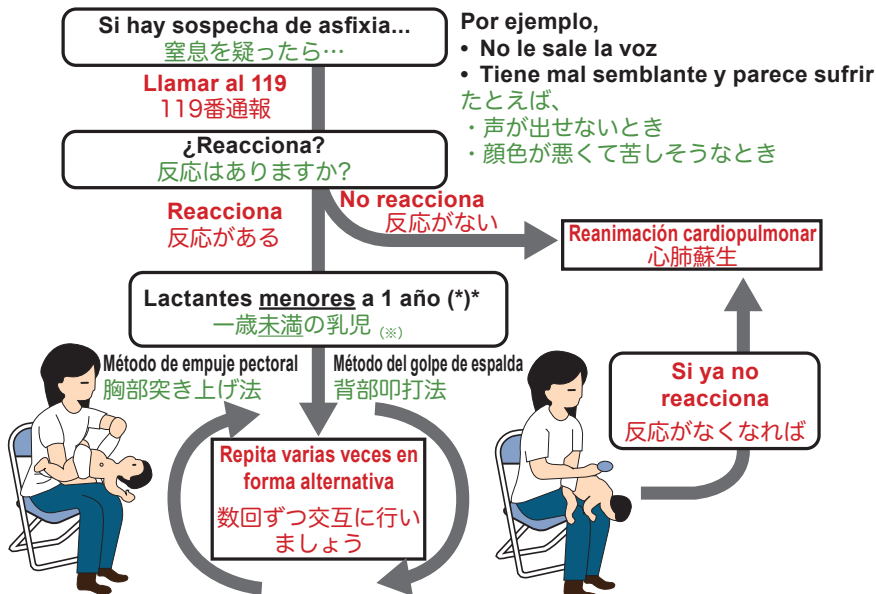 Si hay sospecha de asfixia...
窒息を疑ったら…
Por ejemplo,
• No le sale la voz
• Tiene mal semblante y parece sufrir
たとえば、
・声が出せないとき
・顔色が悪くて苦しそうなとき
Llamar al 119
119番通報
¿Reacciona?
反応はありますか?
Reacciona
反応がある
No reacciona
反応がない
Reanimación cardiopulmonar
心肺蘇生
Lactantes menores a 1 año (*)*
一歳未満の乳児 (※)
Método de empuje pectoral
胸部突き上げ法
Método del golpe de espalda
背部叩打法
Si ya no
reacciona
反応がなくなれば
Repita varias veces en
forma alternativa
数回ずつ交互に行い
ましょう